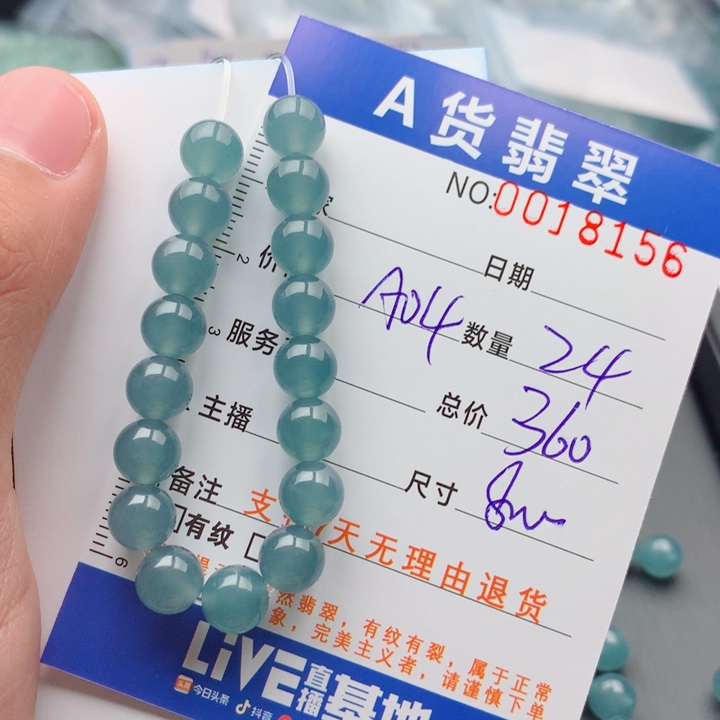 A货翡翠
NO:0018156
日期
A04
数量 24
服务
总价 360
主播
尺寸 8m
备注
有纹
支 天无理由退货
然翡翠，有纹有裂，属于正常
象，完美主义者，请谨慎下单
LIVE直播基地
今日头条 抖音
2
3
6